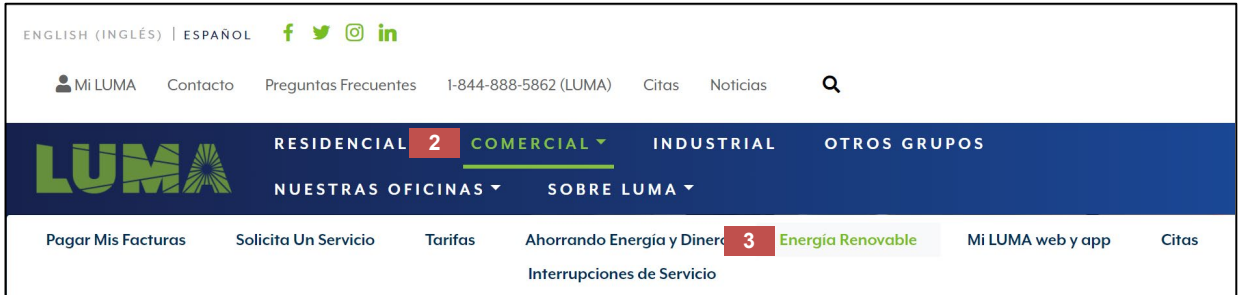 ENGLISH (INGLÉS) | ESPAÑOL
Mi LUMA Contacto Preguntas Frecuentes 1-844-888-5862 (LUMA) Citas Noticias
LUMA
RESIDENCIAL 2 COMERCIAL INDUSTRIAL OTROS GRUPOS
NUESTRAS OFICINAS SOBRE LUMA
Pagar Mis Facturas Solicita Un Servicio Tarifas Ahorrando Energía y Dinero 3 Energía Renovable Mi LUMA web y app Citas
Interrupciones de Servicio